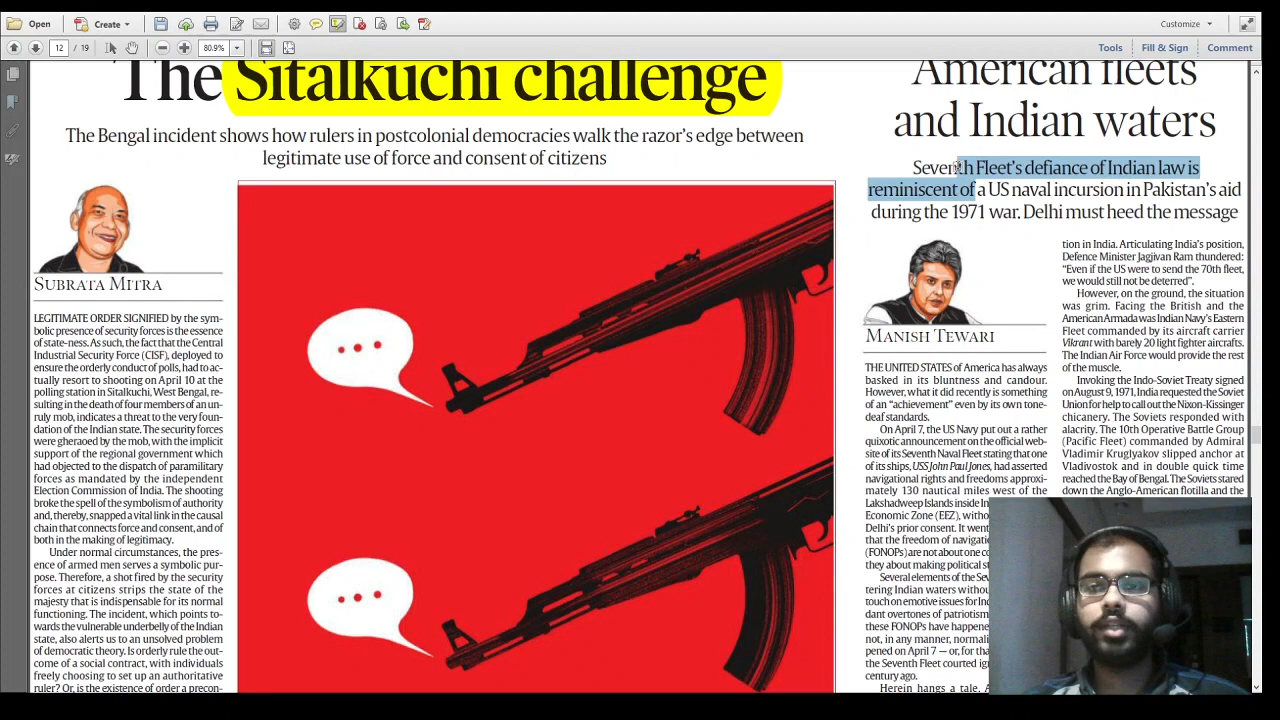 Open
Create
Customize
12 / 19
80.9%
Tools
Fill & Sign
Comment
The Sitalkuchi challenge
The Bengal incident shows how rulers in postcolonial democracies walk the razor's edge between
legitimate use of force and consent of citizens
SUBRATA MITRA
LEGITIMATE ORDER SIGNIFIED by the sym-
bolic presence of security forces is the essence
of state-ness. As such, the fact that the Central
Industrial Security Force (CISF), deployed to
ensure the orderly conduct of polls, had to ac-
tually resort to shooting on April 10 at the
polling station in Sitalkuchi, West Bengal, re-
sulting in the death of four members of an un-
ruly mob, indicates a threat to the very foun-
dation of the Indian state. The security forces
were gheraoed by the mob, with the implicit
support of the regional government which
had objected to the dispatch of paramilitary
forces as mandated by the independent
Election Commission of India. The shooting
broke the spell of the symbolism of authority
and, thereby, snapped a vital link in the causal
chain that connects force and consent, and of
both in the making of legitimacy.
Under normal circumstances, the pres-
ence of armed men serves a symbolic pur-
pose. Therefore, a shot fired by the security
forces at citizens strips the state of the
majesty that is indispensable for its normal
functioning. The incident, which points to-
wards the vulnerable underbelly of the Indian
state, also alerts us to an unsolved problem
of democratic theory. Is orderly rule the out-
come of a social contract, with individuals
freely choosing to set up an authoritative
ruler? Or, is the existence of order a precon-
American fleets
and Indian waters
Seventh Fleet's defiance of Indian law is
reminiscent of a US naval incursion in Pakistan's aid
during the 1971 war. Delhi must heed the message
MANISH TEWARI
THE UNITED STATES of America has always
basked in its bluntness and candour.
However, what it did recently is something
of an "achievement" even by its own tone-
deaf standards.
On April 7, the US Navy put out a rather
quixotic announcement on the official web-
site of its Seventh Naval Fleet stating that one
of its ships, USS John Paul Jones, had asserted
navigational rights and freedoms approxi-
mately 130 nautical miles west of the
Lakshadweep Islands inside In
Economic Zone (EEZ), witho
Delhi's prior consent. It went
that the freedom of navigati
(FONOPs) are not about one co
they about making political st
Several elements of the Sev
tering Indian waters withou
touch on emotive issues for Ind
dant overtones of patriotism
these FONOPs have happene
not, in any manner, normali
pened on April 7 — or, for tha
the Seventh Fleet courted ign
century ago.
Herein hangs a tale. A
tion in India. Articulating India's position,
Defence Minister Jagjivan Ram thundered:
"Even if the US were to send the 70th fleet,
we would still not be deterred".
However, on the ground, the situation
was grim. Facing the British and the
American Armada was Indian Navy's Eastern
Fleet commanded by its aircraft carrier
Vikrant with barely 20 light fighter aircrafts.
The Indian Air Force would provide the rest
of the muscle.
Invoking the Indo-Soviet Treaty signed
on August 9, 1971, India requested the Soviet
Union for help to call out the Nixon-Kissinger
chicanery. The Soviets responded with
alacrity. The 10th Operative Battle Group
(Pacific Fleet) commanded by Admiral
Vladimir Kruglyakov slipped anchor at
Vladivostok and in double quick time
reached the Bay of Bengal. The Soviets stared
down the Anglo-American flotilla and the